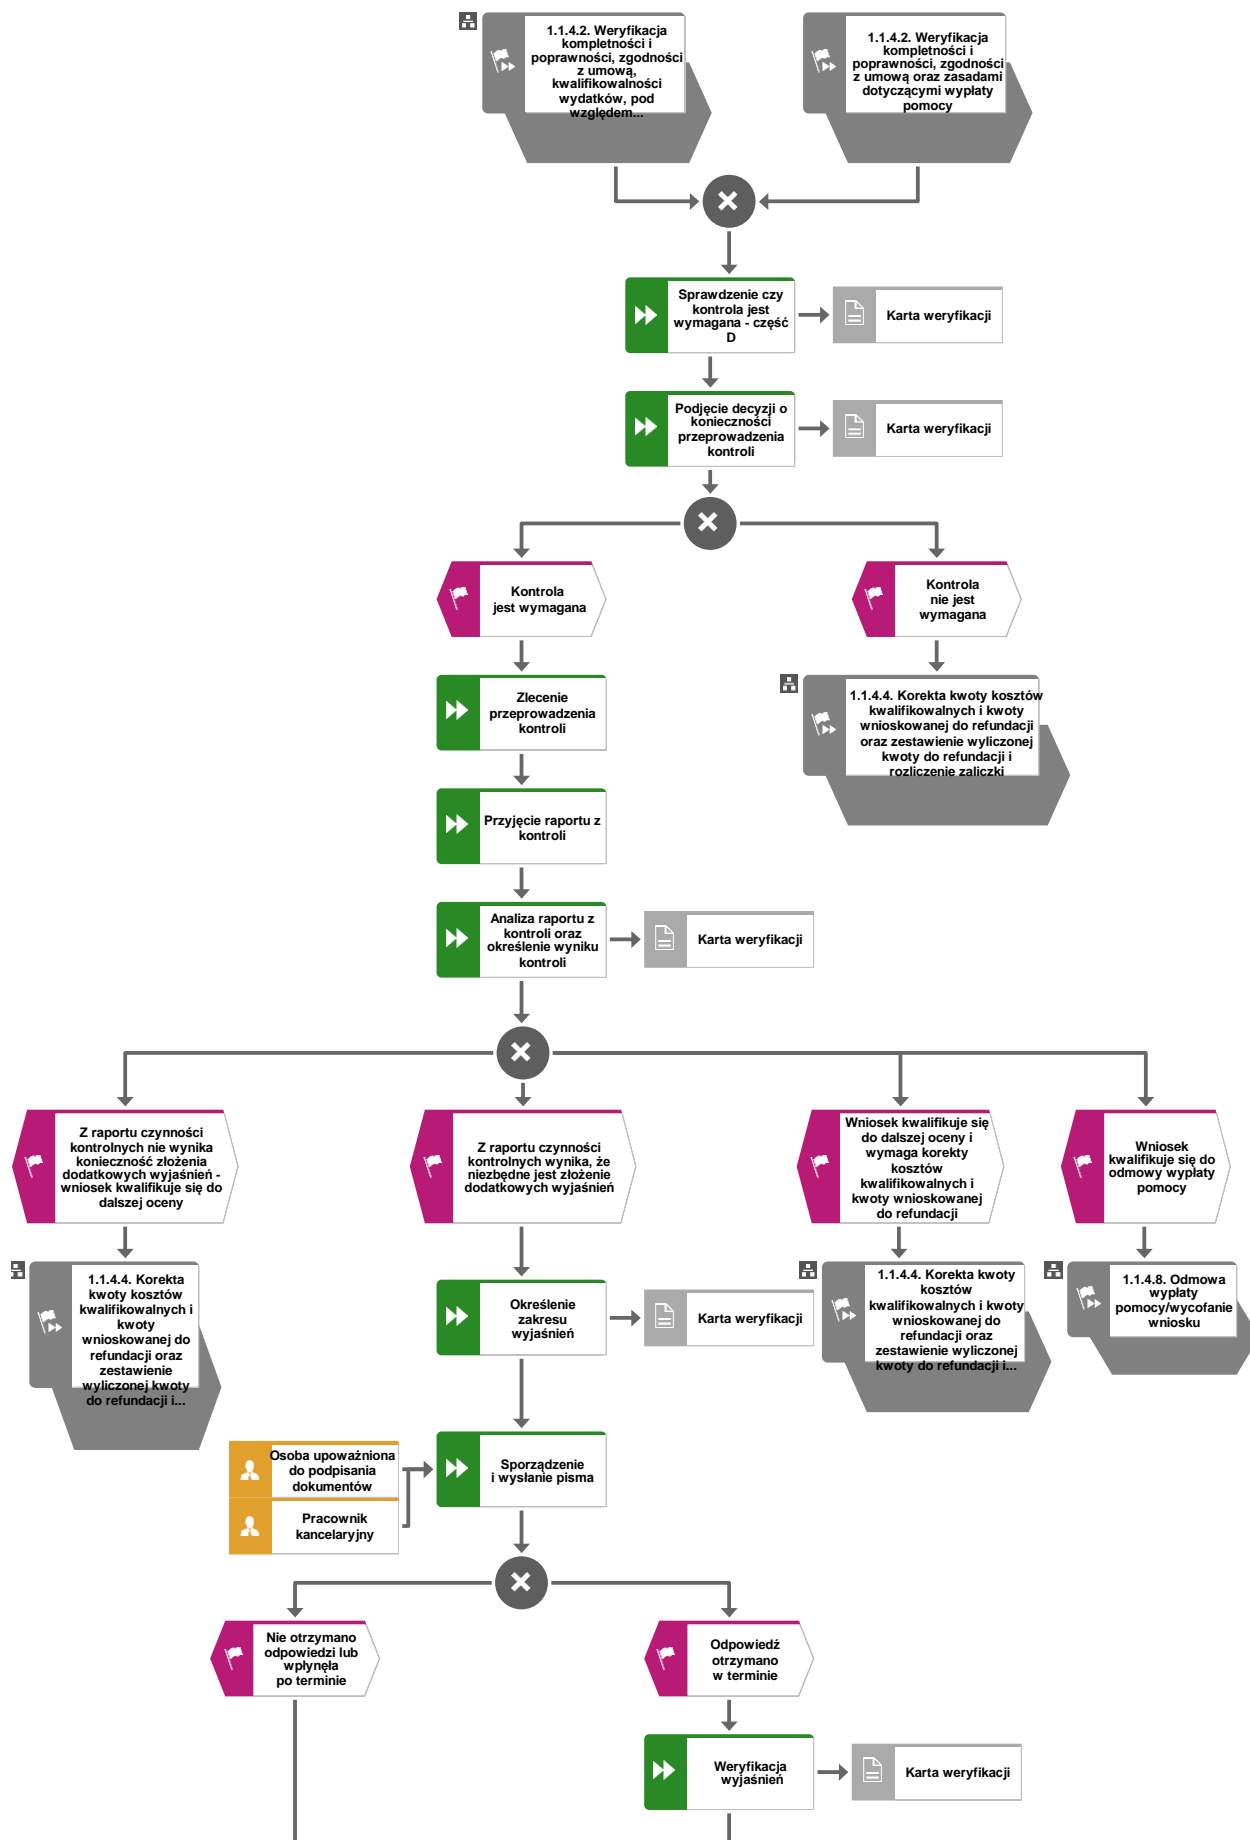 1.1.4.2. Weryfikacja
kompletności i
poprawności, zgodności
z umową,
kwalifikowalności
wydatków, pod
względem...
1.1.4.2. Weryfikacja
kompletności i
poprawności, zgodności
z umową oraz zasadami
dotyczącymi wypłaty
pomocy
Sprawdzenie czy
kontrola jest
wymagana - część
D
Karta weryfikacji
Podjęcie decyzji o
konieczności
przeprowadzenia
kontroli
Karta weryfikacji
Kontrola
jest wymagana
Kontrola
nie jest
wymagana
Zlecenie
przeprowadzenia
kontroli
1.1.4.4. Korekta kwoty kosztów
kwalifikowalnych i kwoty
wnioskowanej do refundacji
oraz zestawienie wyliczonej
kwoty do refundacji i
rozliczenie zaliczki
Przyjęcie raportu z
kontroli
Analiza raportu z
kontroli oraz
określenie wyniku
kontroli
Karta weryfikacji
Z raportu czynności
kontrolnych nie wynika
konieczność złożenia
dodatkowych wyjaśnień -
wniosek kwalifikuje się do
dalszej oceny
Z raportu czynności
kontrolnych wynika, że
niezbędne jest złożenie
dodatkowych wyjaśnień
Wniosek kwalifikuje się
do dalszej oceny i
wymaga korekty
kosztów
kwalifikowalnych i
kwoty wnioskowanej
do refundacji
Wniosek
kwalifikuje się do
odmowy wypłaty
pomocy
1.1.4.4. Korekta
kwoty kosztów
kwalifikowalnych i
kwoty
wnioskowanej do
refundacji oraz
zestawienie
wyliczonej kwoty
do refundacji i...
Określenie
zakresu
wyjaśnień
Karta weryfikacji
1.1.4.4. Korekta kwoty
kosztów
kwalifikowalnych i kwoty
wnioskowanej do
refundacji oraz
zestawienie wyliczonej
kwoty do refundacji i...
1.1.4.8. Odmowa
wypłaty
pomocy/wycofanie
wniosku
Osoba upoważniona
do podpisania
dokumentów
Pracownik
kancelaryjny
Sporządzenie
i wysłanie pisma
Nie otrzymano
odpowiedzi lub
wpłynęła
po terminie
Odpowiedź
otrzymano
w terminie
Weryfikacja
wyjaśnień
Karta weryfikacji